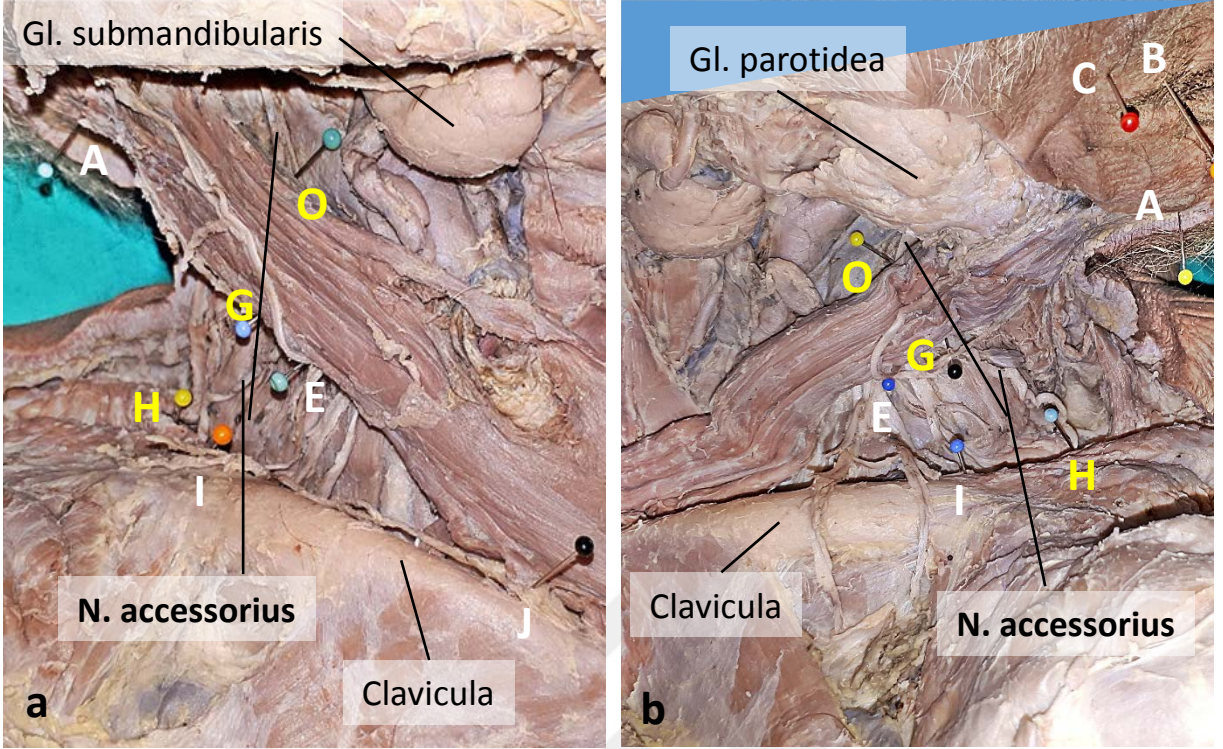 Gl. submandibularis
A
O
G
H
E
I
N. accessorius
J
Clavicula
a
Gl. parotidea
C
B
A
O
G
E
I
H
Clavicula
N. accessorius
b